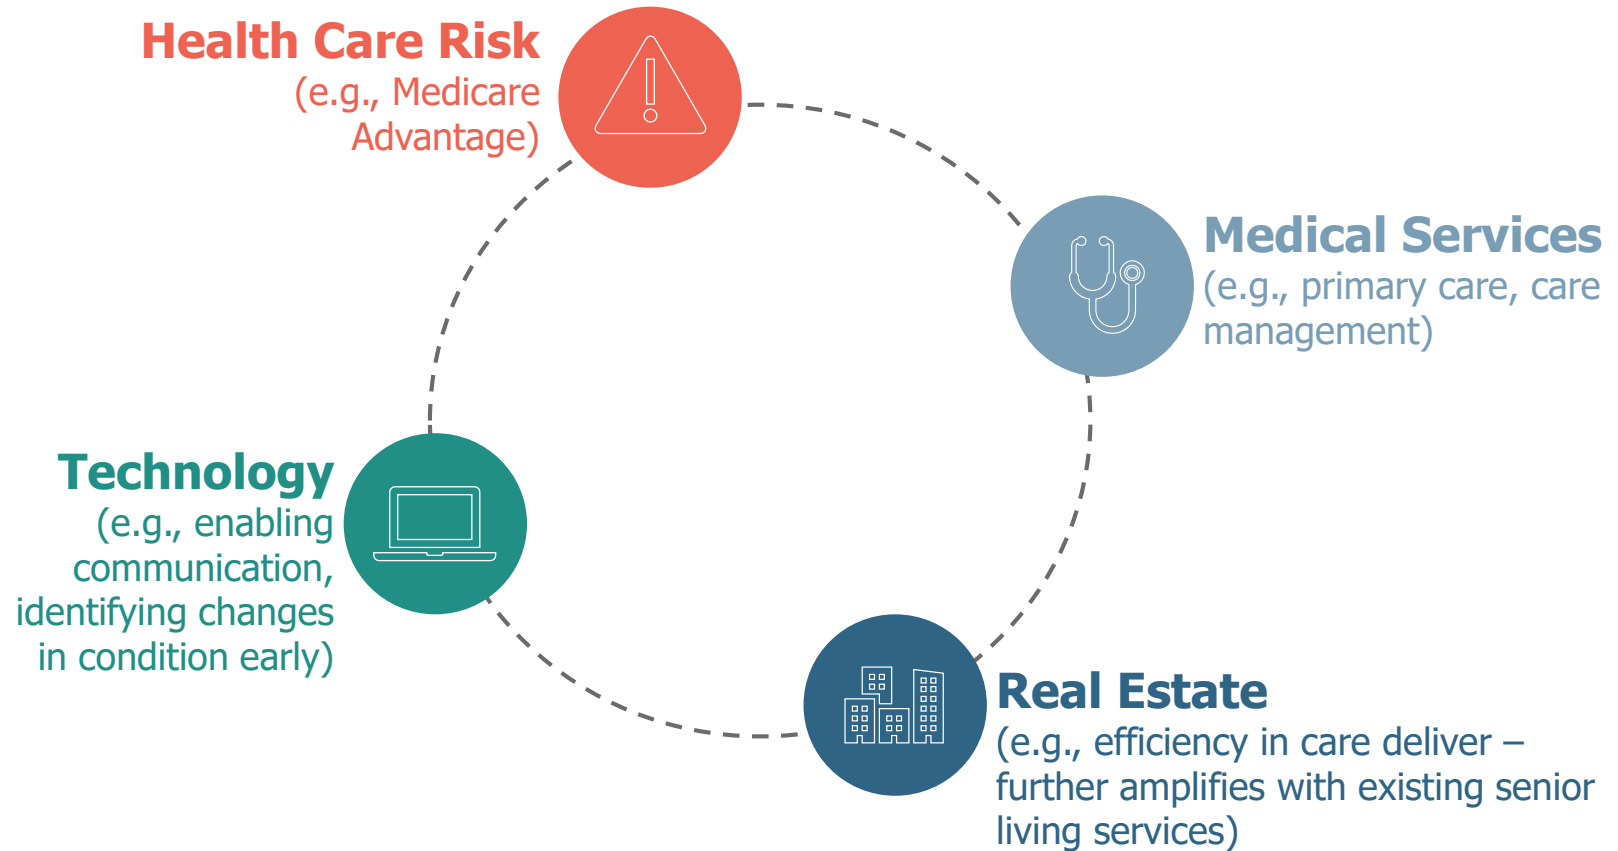 Health Care Risk
(e.g., Medicare
Advantage)
Medical Services
(e.g., primary care, care
management)
Technology
(e.g., enabling
communication,
identifying changes
in condition early)
Real Estate
(e.g., efficiency in care deliver –
further amplifies with existing senior
living services)